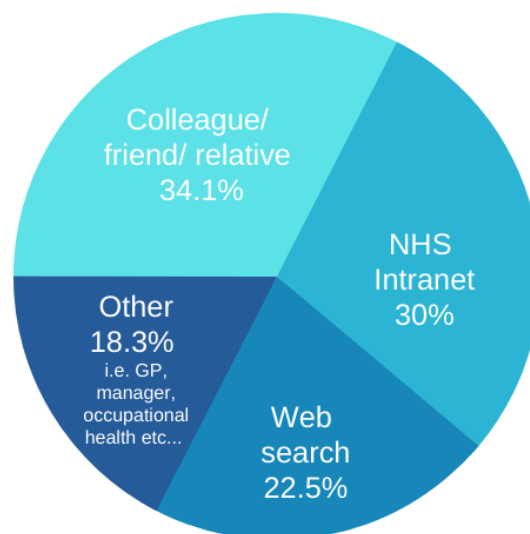 Colleague/
friend/ relative
34.1%
NHS
Intranet
30%
Other
18.3%
i.e. GP,
manager,
occupational
health etc...
Web
search
22.5%